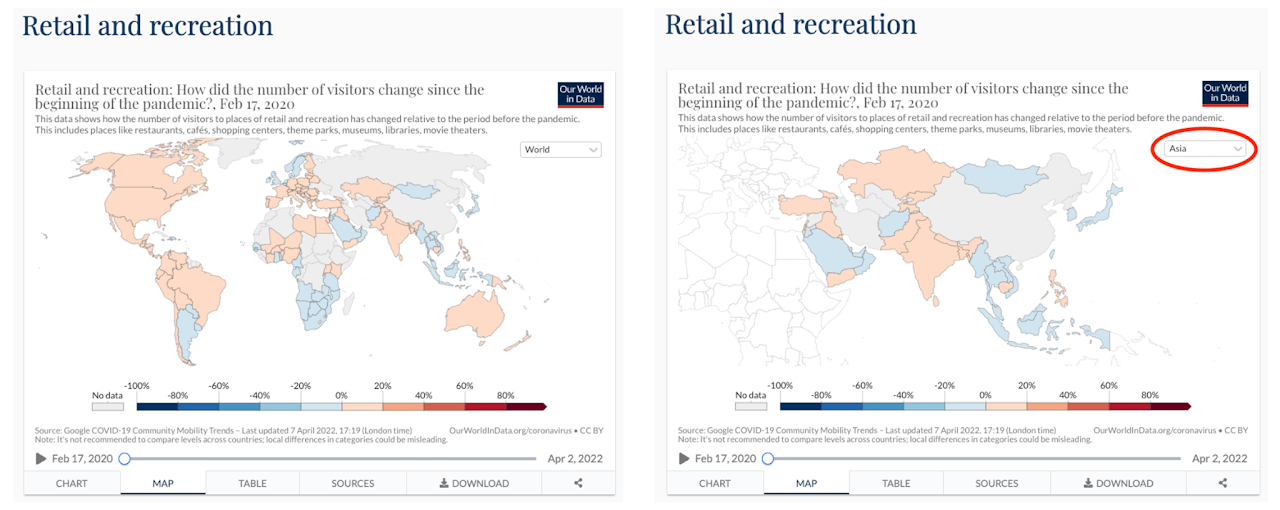 Retail and recreation
Retail and recreation: How did the number of visitors change since the
beginning of the pandemic?, Feb 17, 2020
Our World
in Data
This data shows how the number of visitors to places of retail and recreation has changed relative to the period before the pandemic.
This includes places like restaurants, cafés, shopping centers, theme parks, museums, libraries, movie theaters.
World
No data
-100%
-80%
-60%
-40%
-20%
0%
20%
40%
60%
80%
Source: Google COVID-19 Community Mobility Trends – Last updated 7 April 2022, 17:19 (London time)
OurWorldInData.org/coronavirus • CC BY
Note: It's not recommended to compare levels across countries; local differences in categories could be misleading.
Feb 17, 2020
Apr 2, 2022
CHART
MAP
TABLE
SOURCES
DOWNLOAD
Retail and recreation
Retail and recreation: How did the number of visitors change since the
beginning of the pandemic?, Feb 17, 2020
Our World
in Data
This data shows how the number of visitors to places of retail and recreation has changed relative to the period before the pandemic.
This includes places like restaurants, cafés, shopping centers, theme parks, museums, libraries, movie theaters.
Asia
No data
-100%
-80%
-60%
-40%
-20%
0%
20%
40%
60%
80%
Source: Google COVID-19 Community Mobility Trends – Last updated 7 April 2022, 17:19 (London time)
OurWorldInData.org/coronavirus • CC BY
Note: It's not recommended to compare levels across countries; local differences in categories could be misleading.
Feb 17, 2020
Apr 2, 2022
CHART
MAP
TABLE
SOURCES
DOWNLOAD